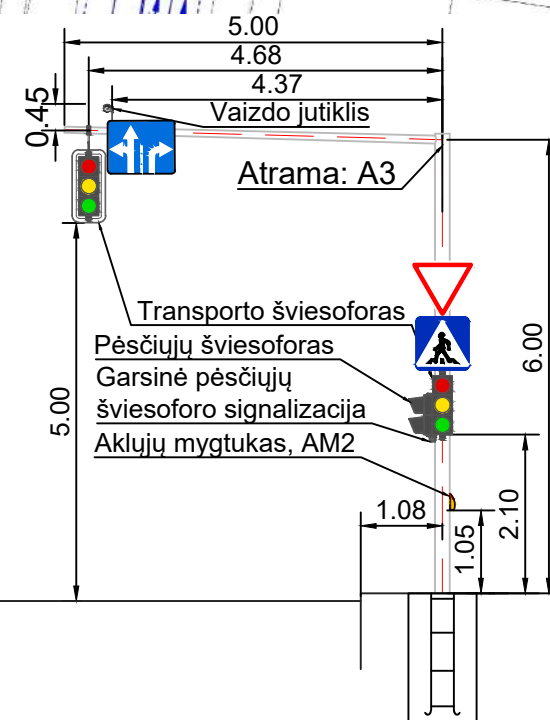 5.00
4.68
4.37
0.45
Vaizdo jutiklis
Atrama: A3
Transporto šviesoforas
Pėsčiųjų šviesoforas
Garsinė pėsčiųjų
šviesoforo signalizacija
Aklųjų mygtukas, AM2
5.00
6.00
1.08
1.05
2.10